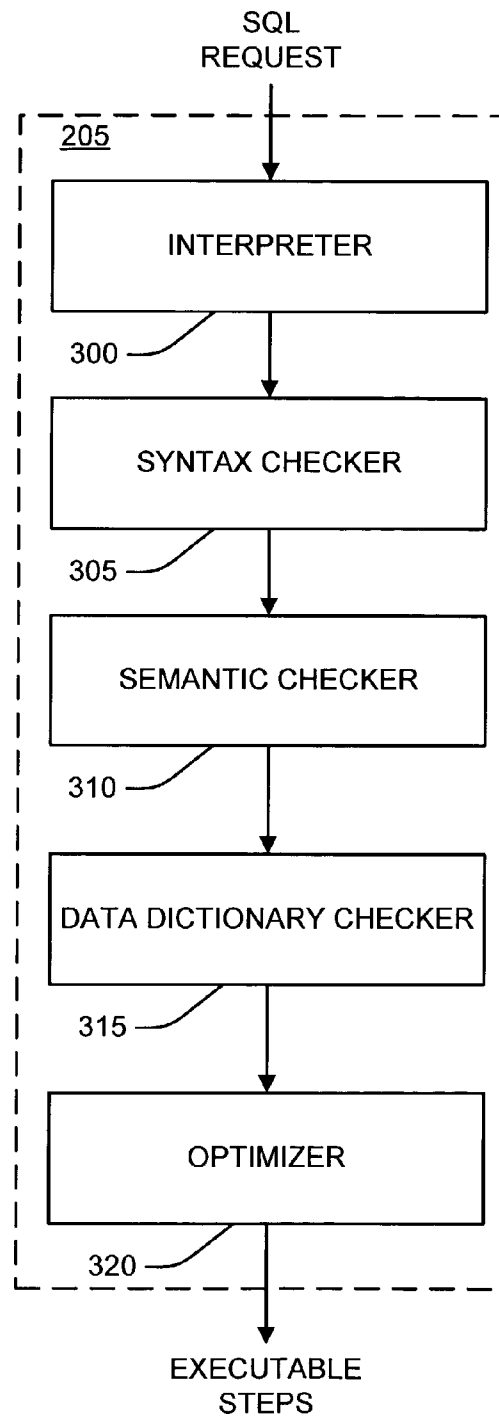 SQL
REQUEST
205
INTERPRETER
300
SYNTAX CHECKER
305
SEMANTIC CHECKER
310
DATA DICTIONARY CHECKER
315
OPTIMIZER
320
EXECUTABLE
STEPS